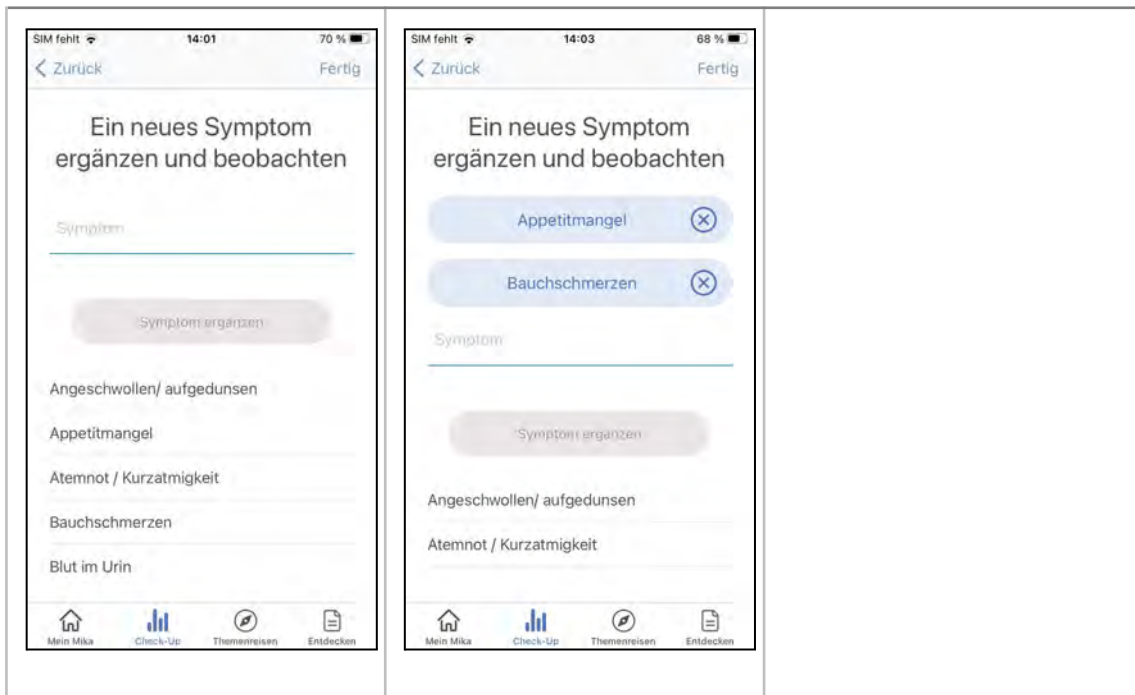 SIM fehlt 14:01 70 %
Zurück Fertig
Ein neues Symptom
ergänzen und beobachten
Symptom
Symptom ergänzen
Angeschwollen/ aufgedunsen
Appetitmangel
Atemnot / Kurzatmigkeit
Bauchschmerzen
Blut im Urin
Mein Mika Check-Up Themenreisen Entdecken
SIM fehlt 14:03 68 %
Zurück Fertig
Ein neues Symptom
ergänzen und beobachten
Appetitmangel
Bauchschmerzen
Symptom
Symptom ergänzen
Angeschwollen/ aufgedunsen
Atemnot / Kurzatmigkeit
Mein Mika Check-Up Themenreisen Entdecken